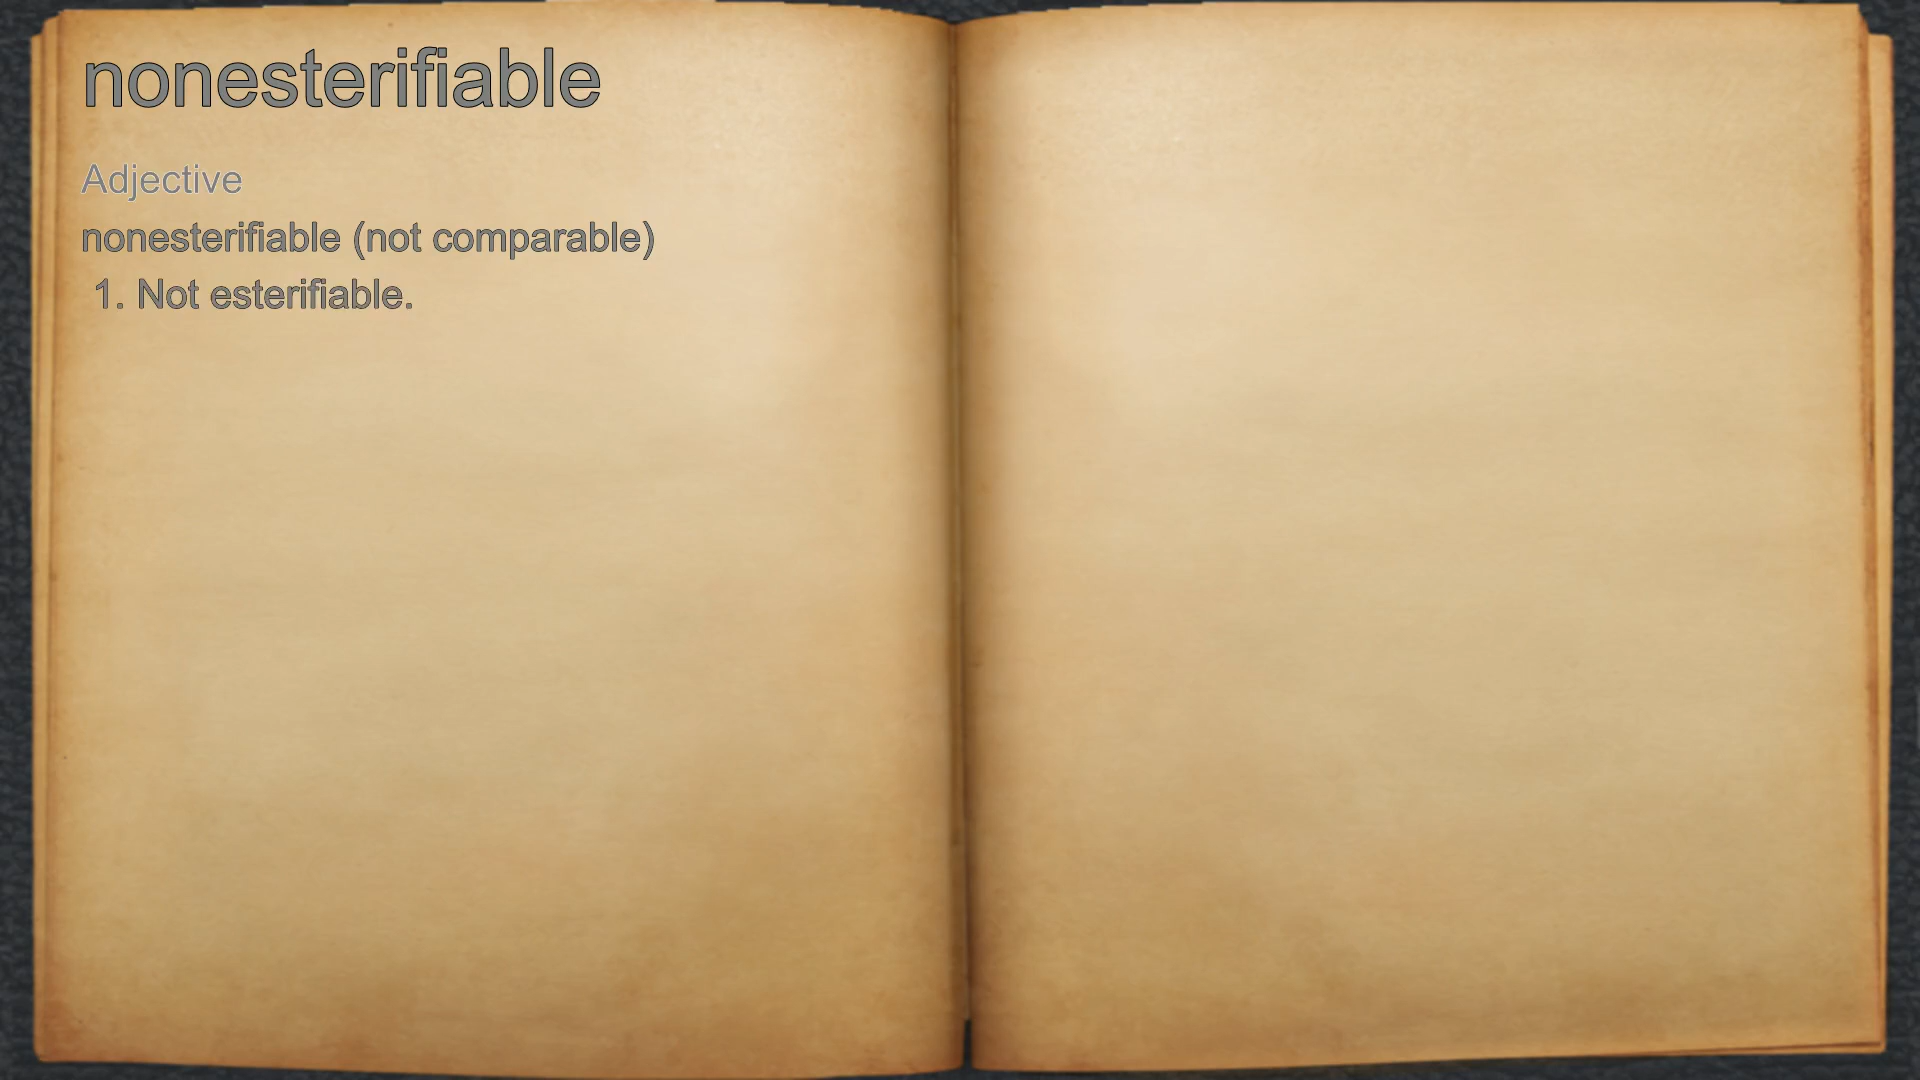 nonesterifiable
Adjective
nonesterifiable (not comparable)
1. Not esterifiable.